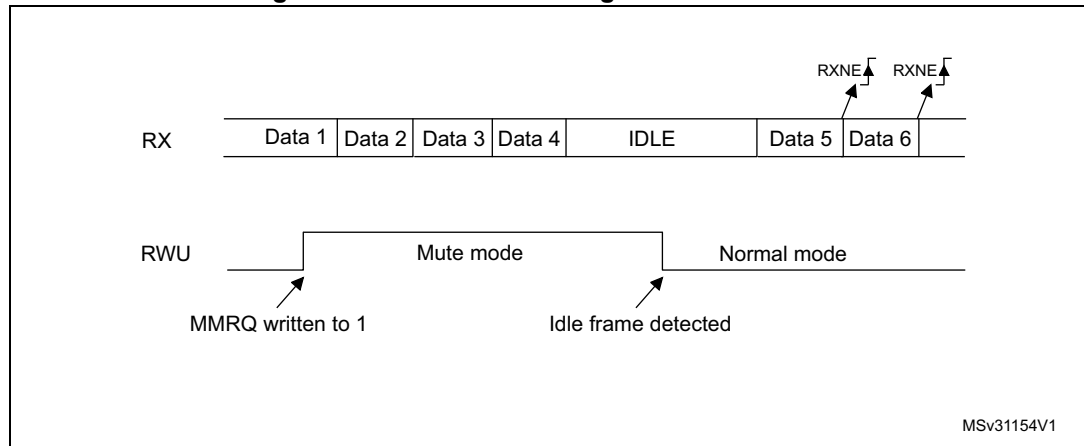 RXNE RXNE
RX Data 1 Data 2 Data 3 Data 4 IDLE Data 5 Data 6
RWU Mute mode Normal mode
MMRQ written to 1 Idle frame detected
MSv31154V1